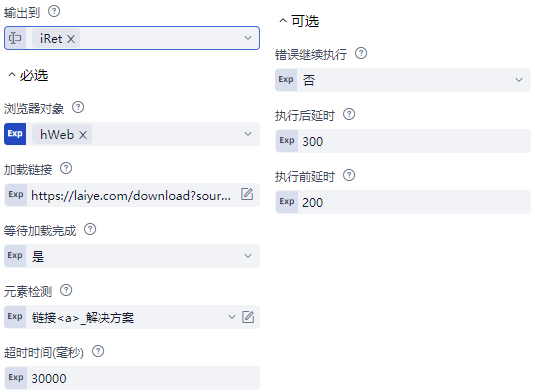 输出到
iRet ×
必选
浏览器对象
Exp hWeb ×
加载链接
Exp https://laiye.com/download?sour...
等待加载完成
Exp 是
元素检测
Exp 链接<a>_解决方案
超时时间(毫秒)
Exp 30000
可选
错误继续执行
Exp 否
执行后延时
Exp 300
执行前延时
Exp 200